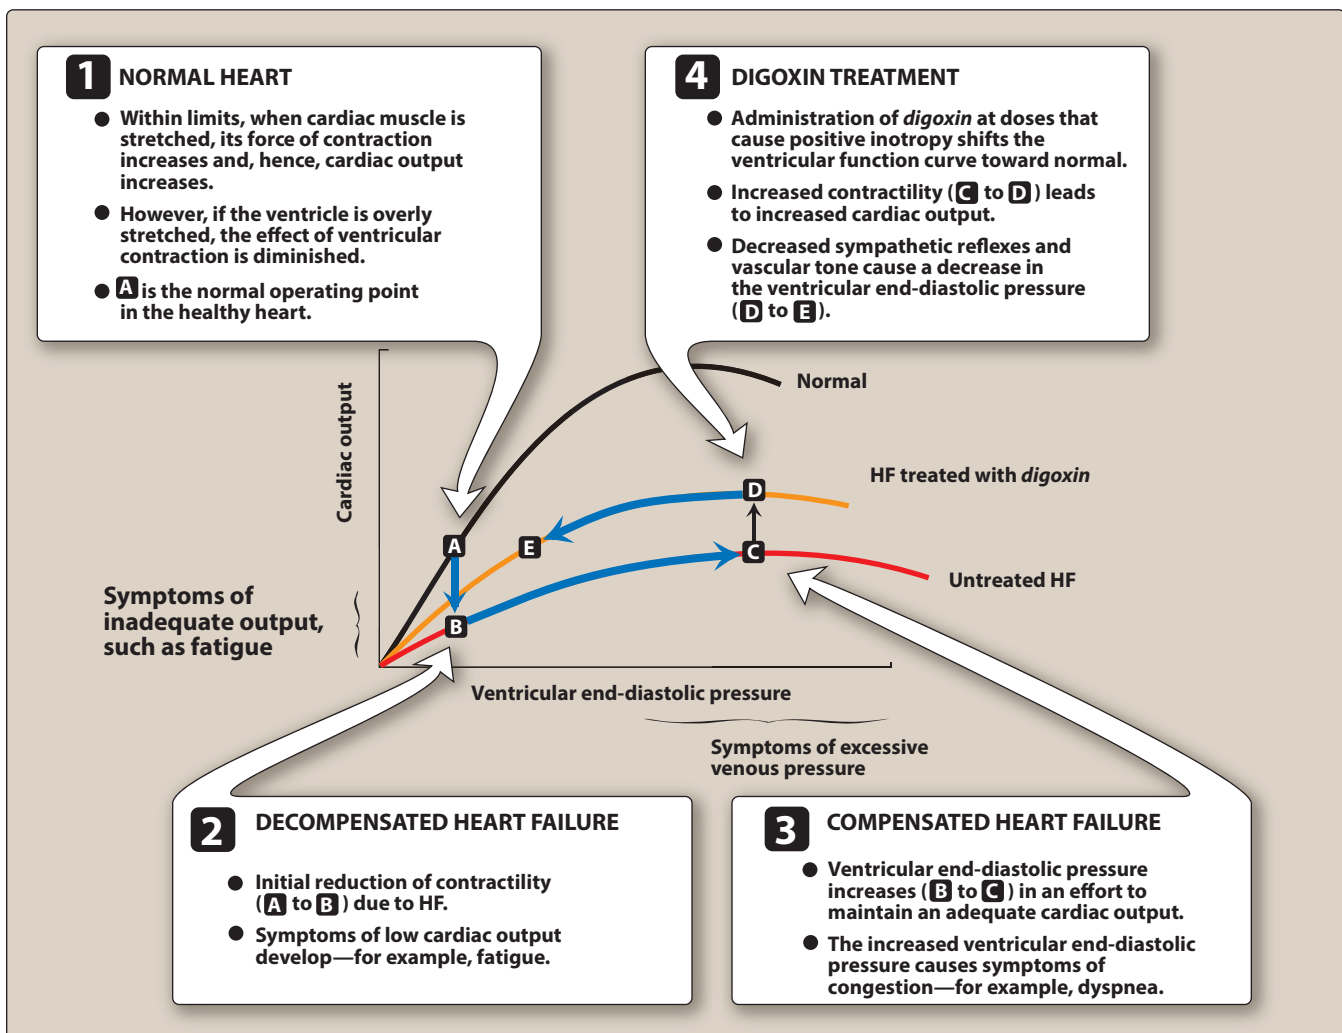 1 NORMAL HEART
● Within limits, when cardiac muscle is
stretched, its force of contraction
increases and, hence, cardiac output
increases.
● However, if the ventricle is overly
stretched, the effect of ventricular
contraction is diminished.
● A is the normal operating point
in the healthy heart.
4 DIGOXIN TREATMENT
● Administration of digoxin at doses that
cause positive inotropy shifts the
ventricular function curve toward normal.
● Increased contractility (C to D) leads
to increased cardiac output.
● Decreased sympathetic reflexes and
vascular tone cause a decrease in
the ventricular end-diastolic pressure
(D to E).
Cardiac output
Normal
HF treated with digoxin
Untreated HF
A
B
C
D
E
Symptoms of
inadequate output,
such as fatigue
Ventricular end-diastolic pressure
Symptoms of excessive
venous pressure
2 DECOMPENSATED HEART FAILURE
● Initial reduction of contractility
(A to B) due to HF.
● Symptoms of low cardiac output
develop—for example, fatigue.
3 COMPENSATED HEART FAILURE
● Ventricular end-diastolic pressure
increases (B to C) in an effort to
maintain an adequate cardiac output.
● The increased ventricular end-diastolic
pressure causes symptoms of
congestion—for example, dyspnea.